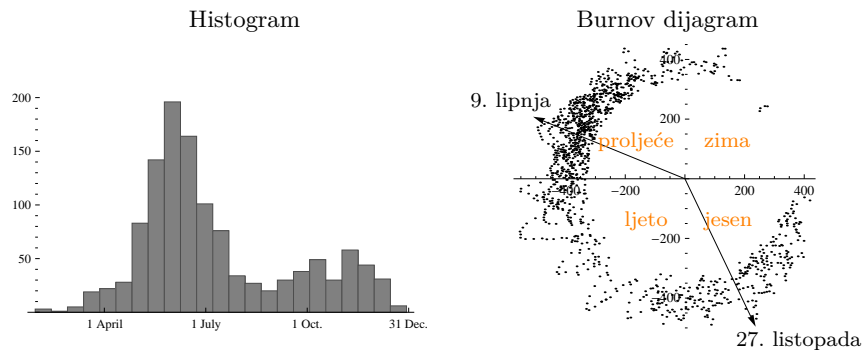 Histogram
200
150
100
50
1 April
1 July
1 Oct.
31 Dec.
Burnov dijagram
400
9. lipnja
200
proljeće zima
-400 -200 200 400
ljeto jesen
-200
-400
27. listopada